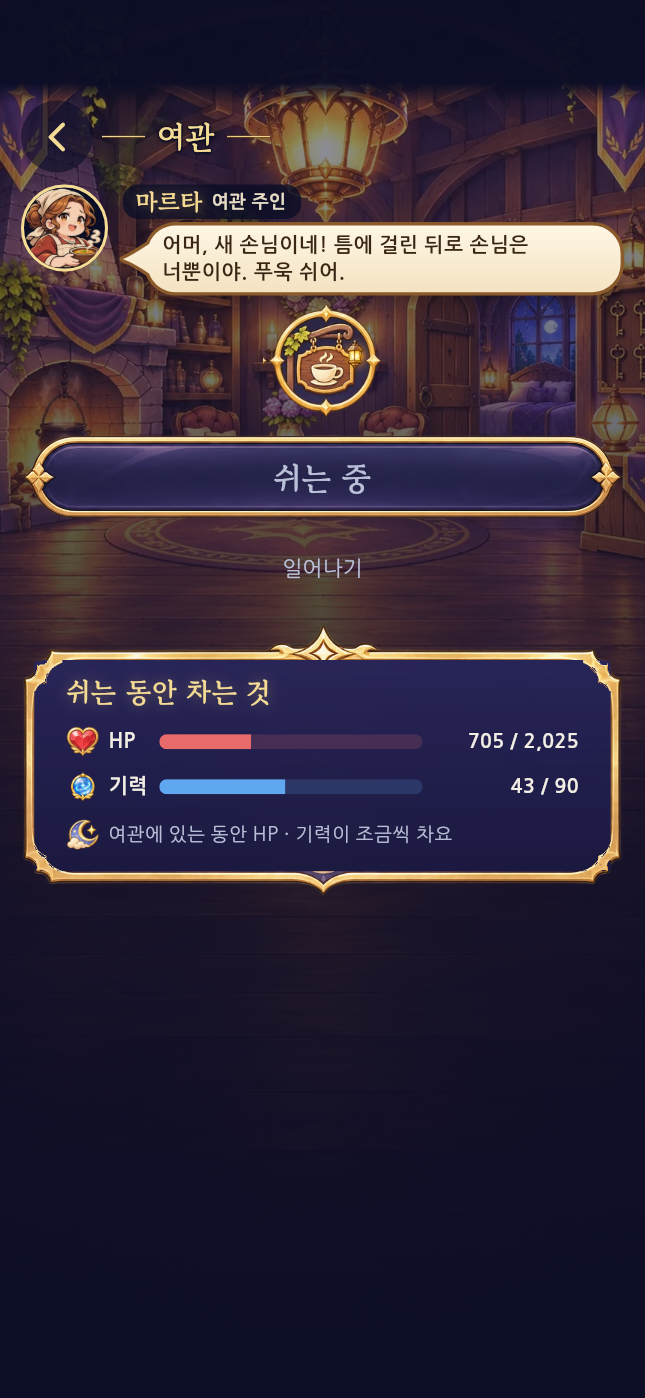 여관
마르타 여관 주인
어머, 새 손님이네! 틈에 걸린 뒤로 손님은
너뿐이야. 푸욱 쉬어.
쉬는 중
일어나기
쉬는 동안 차는 것
HP 705 / 2,025
기력 43 / 90
여관에 있는 동안 HP · 기력이 조금씩 차요